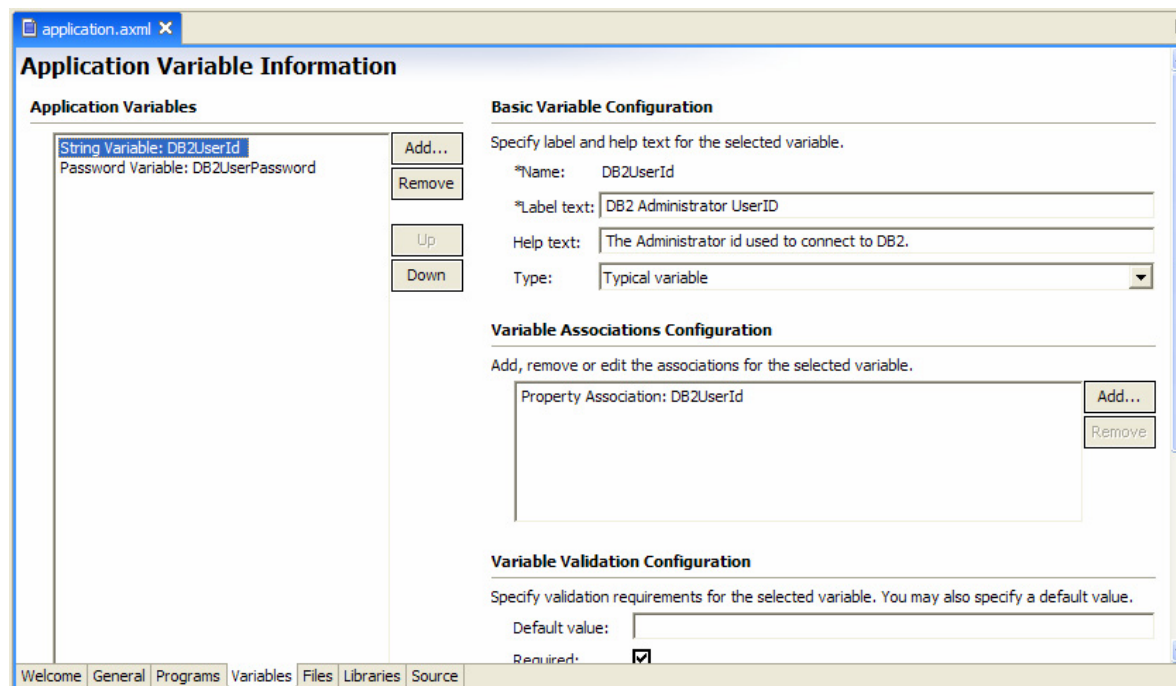 application.axml
Application Variable Information
Application Variables
String Variable: DB2UserId
Password Variable: DB2UserPassword
Add...
Remove
Up
Down
Basic Variable Configuration
Specify label and help text for the selected variable.
*Name: DB2UserId
*Label text: DB2 Administrator UserID
Help text: The Administrator id used to connect to DB2.
Type: Typical variable
Variable Associations Configuration
Add, remove or edit the associations for the selected variable.
Property Association: DB2UserId
Add...
Remove
Variable Validation Configuration
Specify validation requirements for the selected variable. You may also specify a default value.
Default value:
Required:
Welcome General Programs Variables Files Libraries Source